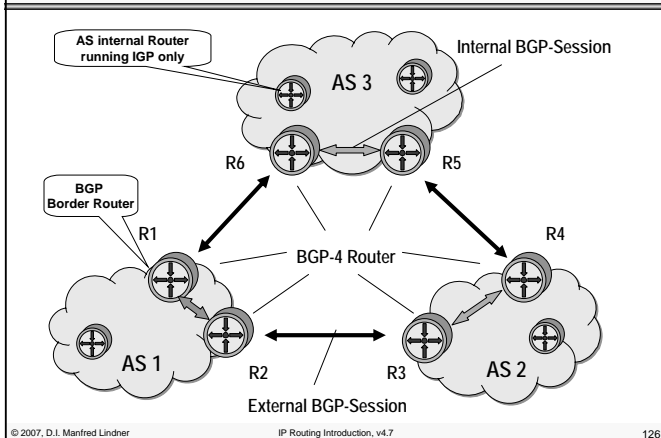 AS internal Router
running IGP only
Internal BGP-Session
AS 3
R6
R5
BGP
Border Router
R1
R4
BGP-4 Router
AS 1
R2
R3
AS 2
External BGP-Session
© 2007, D.I. Manfred Lindner
IP Routing Introduction, v4.7
126